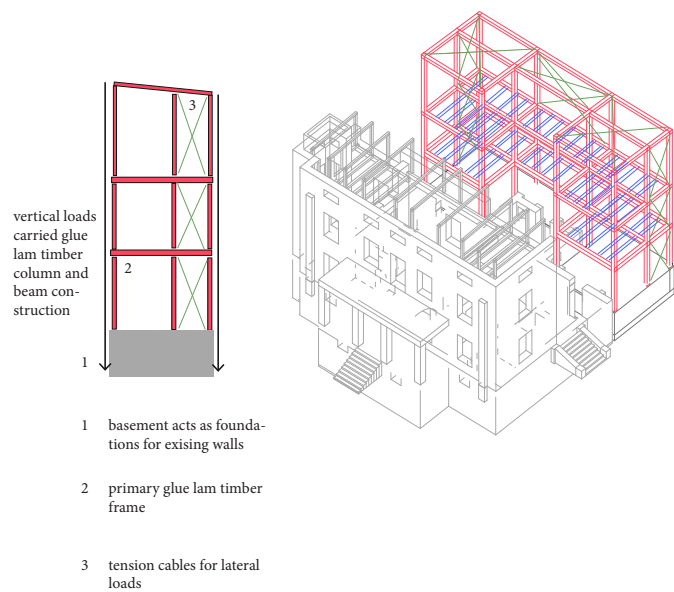 3
vertical loads
carried glue
lam timber
column and
beam con-
struction
2
1
1 basement acts as founda-
tions for exising walls
2 primary glue lam timber
frame
3 tension cables for lateral
loads